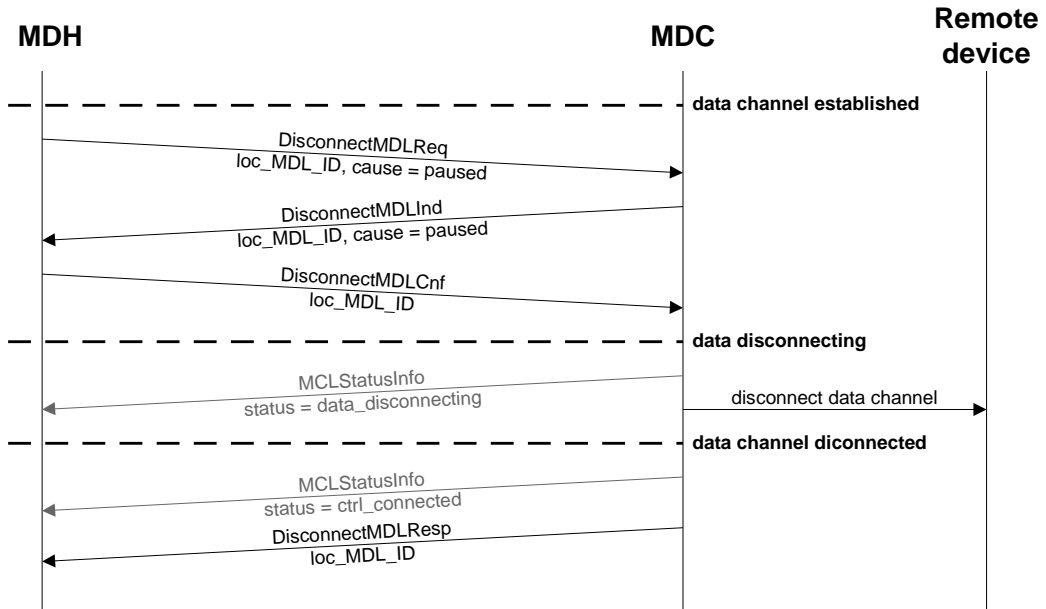 MDH
MDC
Remote
device
data channel established
DisconnectMDLReq
loc_MDL_ID, cause = paused
DisconnectMDLInd
loc_MDL_ID, cause = paused
DisconnectMDLCnf
loc_MDL_ID
data disconnecting
MCLStatusInfo
status = data_disconnecting
disconnect data channel
data channel diconnected
MCLStatusInfo
status = ctrl_connected
DisconnectMDLResp
loc_MDL_ID